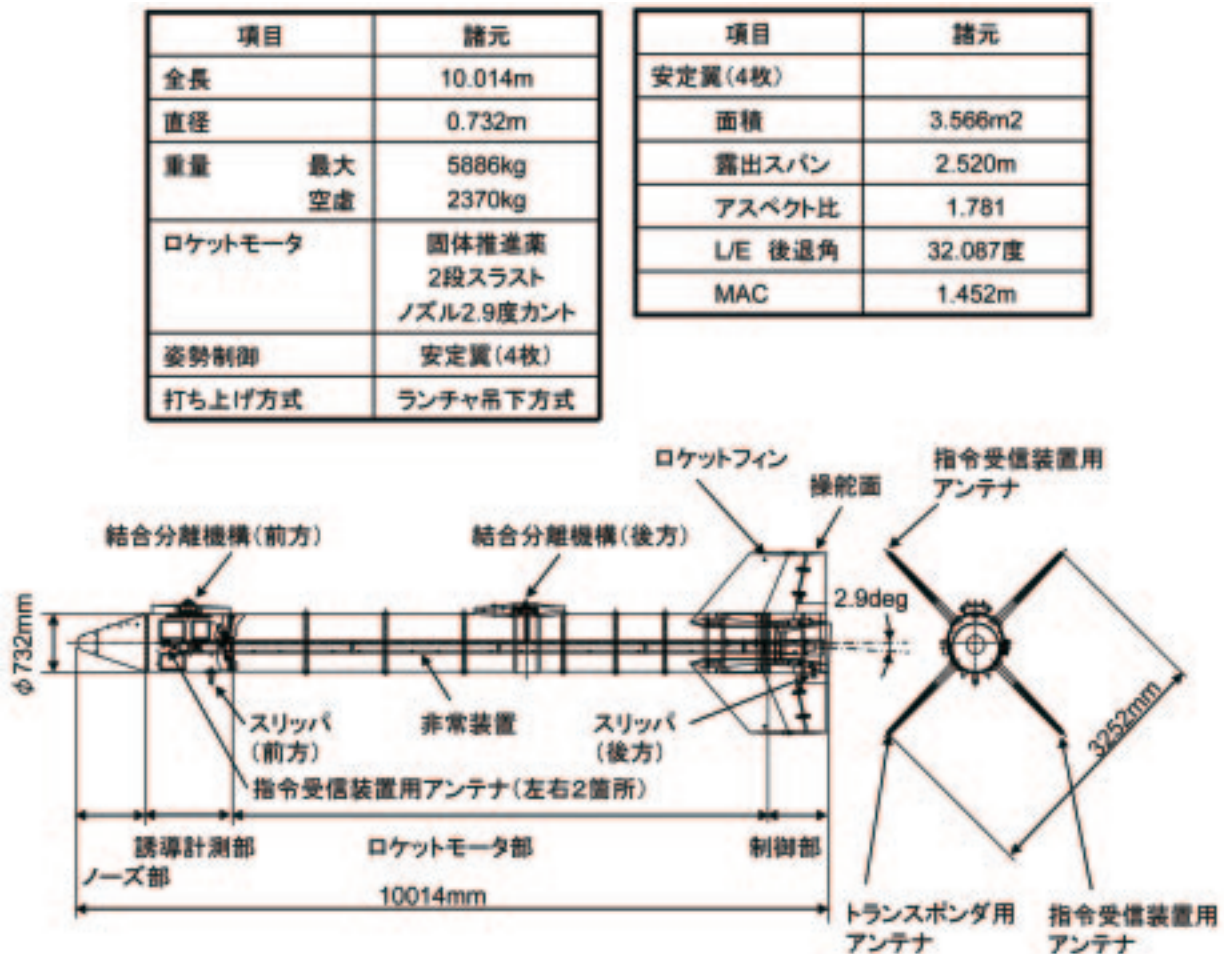 項目 諸元
全長 10.014m
直径 0.732m
重量 最大 5886kg
空虚 2370kg
ロケットモータ 固体推進薬
2段スラスト
ノズル2.9度カント
姿勢制御 安定翼(4枚)
打ち上げ方式 ランチャ吊下方式
項目 諸元
安定翼(4枚)
面積 3.566m2
露出スパン 2.520m
アスペクト比 1.781
L/E 後退角 32.087度
MAC 1.452m
ロケットフィン
操舵面
指令受信装置用
アンテナ
結合分離機構(前方)
結合分離機構(後方)
φ732mm
2.9deg
3252mm
スリッパ
(前方)
非常装置
スリッパ
(後方)
指令受信装置用アンテナ(左右2箇所)
誘導計測部
ロケットモータ部
制御部
ノーズ部
10014mm
トランスポンダ用
アンテナ
指令受信装置用
アンテナ